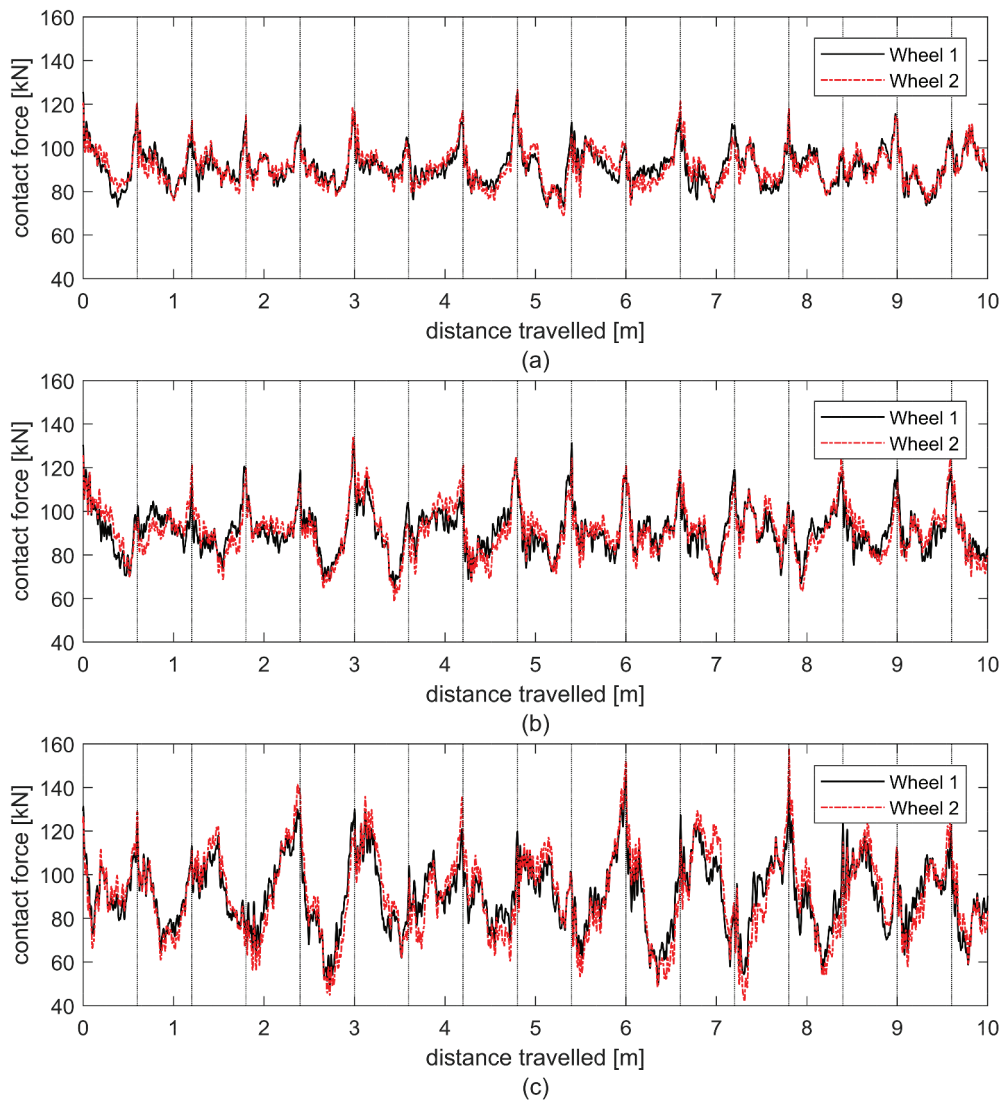 160
140
120
100
80
60
40
contact force [kN]
Wheel 1
Wheel 2
0 1 2 3 4 5 6 7 8 9 10
distance travelled [m]
(a)
160
140
120
100
80
60
40
contact force [kN]
Wheel 1
Wheel 2
0 1 2 3 4 5 6 7 8 9 10
distance travelled [m]
(b)
160
140
120
100
80
60
40
contact force [kN]
Wheel 1
Wheel 2
0 1 2 3 4 5 6 7 8 9 10
distance travelled [m]
(c)